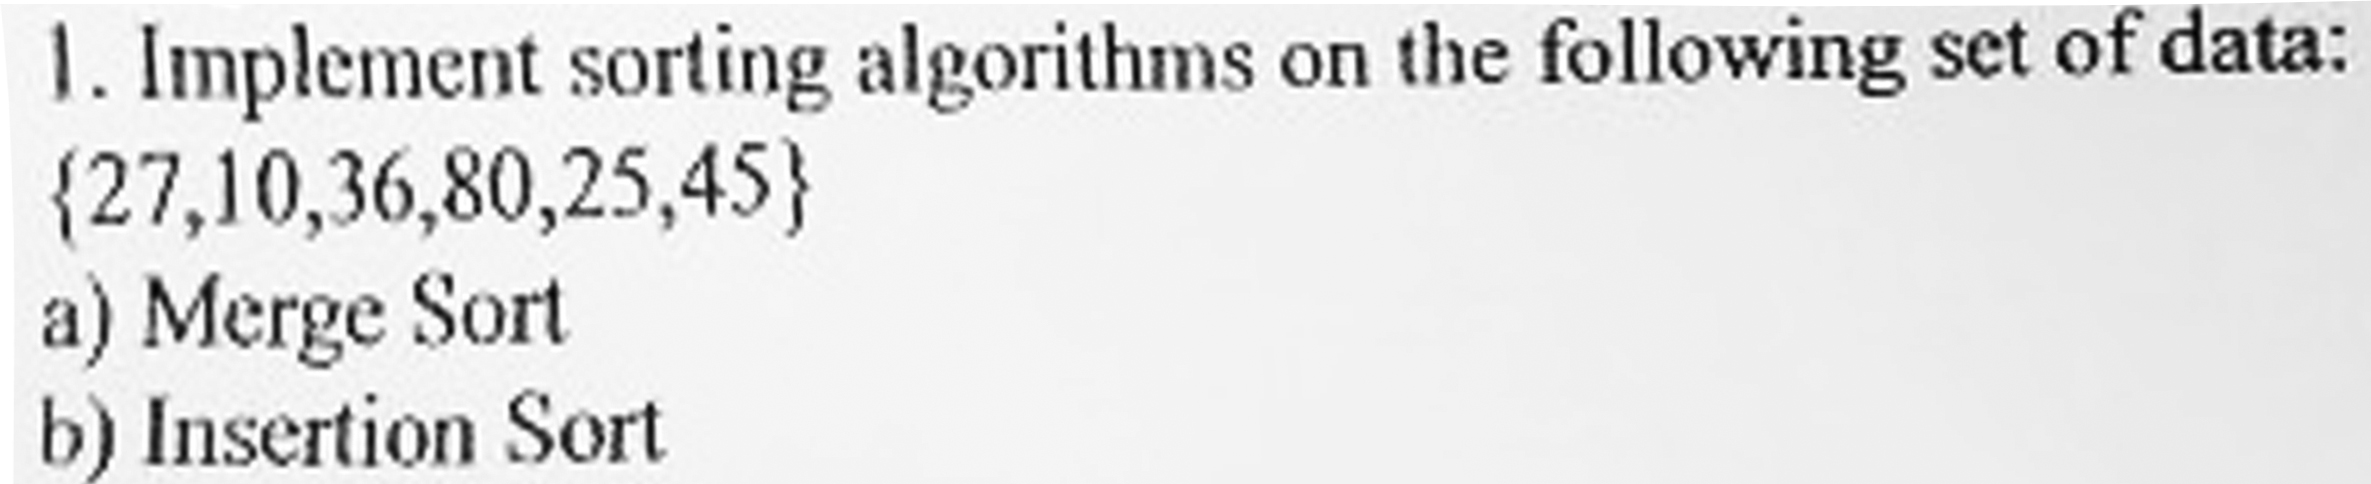 1. Implement sorting algorithms on the following set of data:
{27,10,36,80,25,45}
a) Merge Sort
b) Insertion Sort